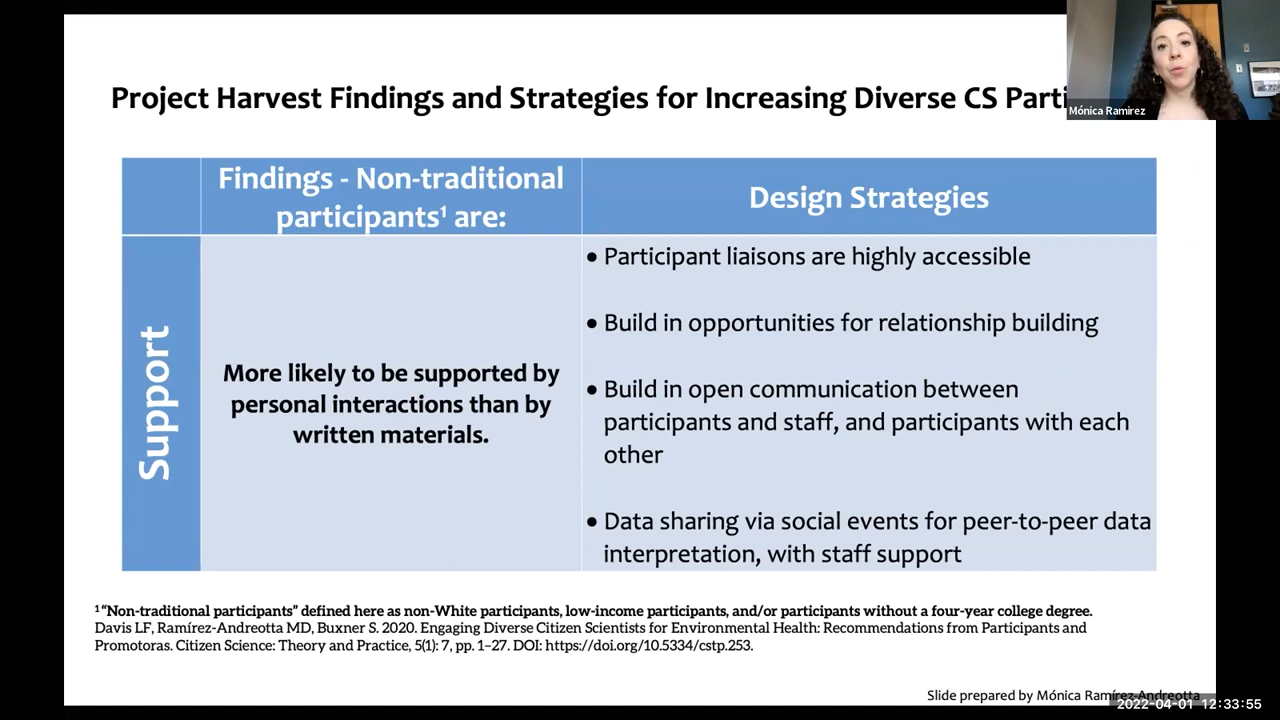 Project Harvest Findings and Strategies for Increasing Diverse CS Parti
Mónica Ramirez
Findings - Non-traditional
participants¹ are:
Design Strategies
Support
More likely to be supported by
personal interactions than by
written materials.
• Participant liaisons are highly accessible
• Build in opportunities for relationship building
• Build in open communication between
participants and staff, and participants with each
other
• Data sharing via social events for peer-to-peer data
interpretation, with staff support
¹ “Non-traditional participants” defined here as non-White participants, low-income participants, and/or participants without a four-year college degree.
Davis LF, Ramírez-Andreotta MD, Buxner S. 2020. Engaging Diverse Citizen Scientists for Environmental Health: Recommendations from Participants and
Promotoras. Citizen Science: Theory and Practice, 5(1): 7, pp. 1–27. DOI: https://doi.org/10.5334/cstp.253.
Slide prepared by Mónica Ramírez-Andreotta
2022-04-01 12:33:55